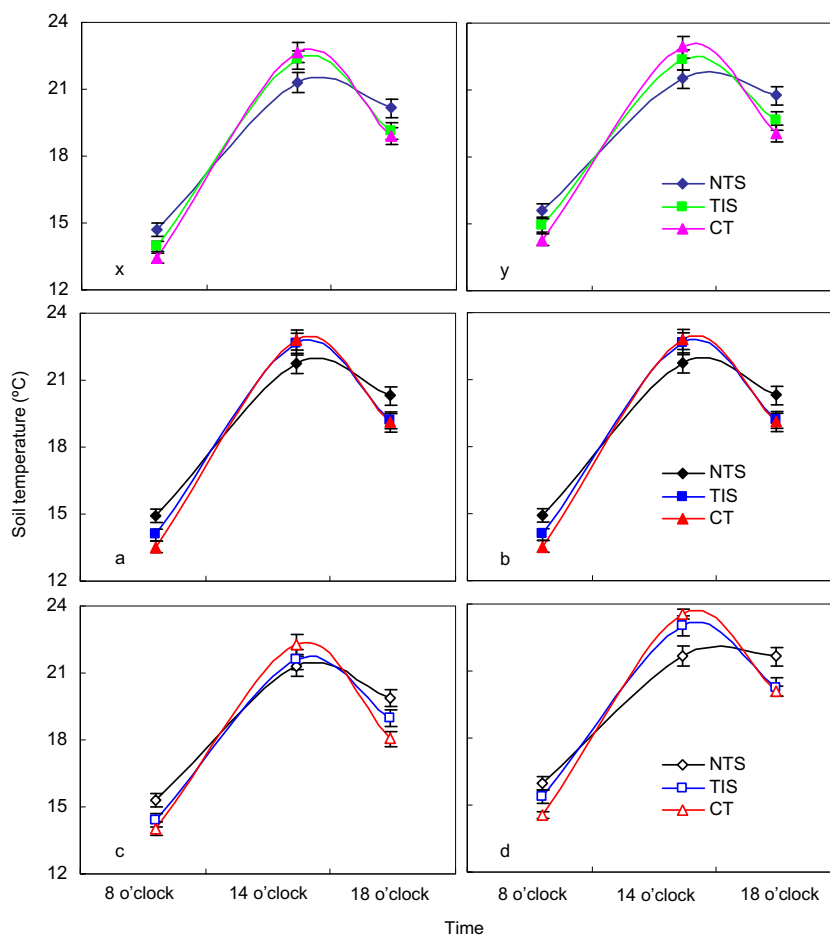 24
21
18
15
12
x
NTS
TIS
CT
y
24
21
18
15
12
a
NTS
TIS
CT
b
Soil temperature (ºC)
24
21
18
15
12
c
NTS
TIS
CT
d
8 o'clock 14 o'clock 18 o'clock 8 o'clock 14 o'clock 18 o'clock
Time